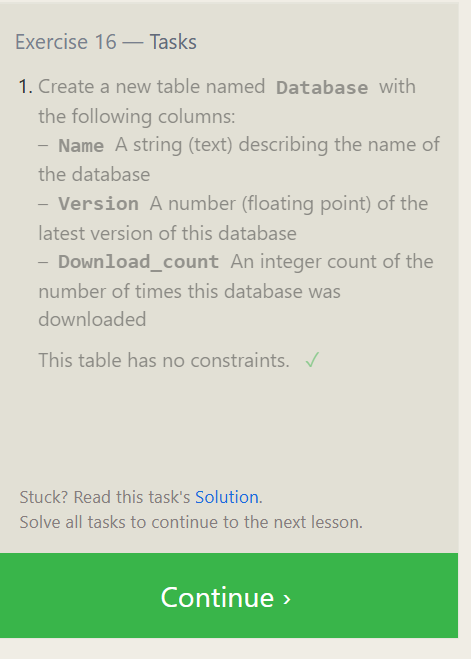 Exercise 16 — Tasks
1. Create a new table named Database with
the following columns:
– Name A string (text) describing the name of
the database
– Version A number (floating point) of the
latest version of this database
– Download_count An integer count of the
number of times this database was
downloaded
This table has no constraints. ✓
Stuck? Read this task's Solution.
Solve all tasks to continue to the next lesson.
Continue ›